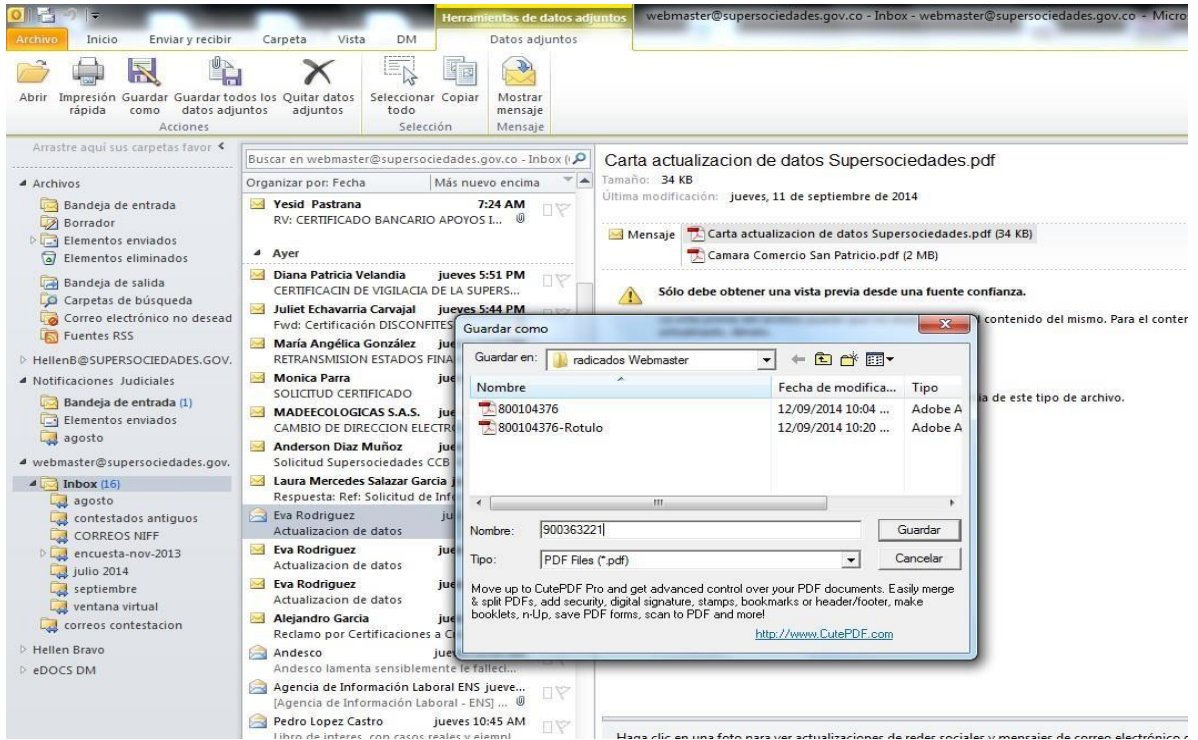 Herramientas de datos adjuntos
webmaster@supersociedades.gov.co - Inbox - webmaster@supersociedades.gov.co - Micro
Archivo Inicio Enviar y recibir Carpeta Vista DM Datos adjuntos
Abrir Impresión rápida Guardar como Guardar todos los datos adjuntos Quitar datos adjuntos Seleccionar todo Copiar Mostrar mensaje
Acciones Selección Mensaje
Arrastre aquí sus carpetas favor
Archivos
Bandeja de entrada
Borrador
Elementos enviados
Elementos eliminados
Bandeja de salida
Carpetas de búsqueda
Correo electrónico no desead
Fuentes RSS
HellenB@SUPERSOCIEDADES.GOV.
Notificaciones Judiciales
Bandeja de entrada (1)
Elementos enviados
agosto
webmaster@supersociedades.gov.
Inbox (16)
agosto
contestados antiguos
CORREOS NIFF
encuesta-nov-2013
julio 2014
septiembre
ventana virtual
correos contestacion
Hellen Bravo
eDOCS DM
Buscar en webmaster@supersociedades.gov.co - Inbox (
Organizar por: Fecha Más nuevo encima
Yesid Pastrana 7:24 AM
RV: CERTIFICADO BANCARIO APOYOS I...
Ayer
Diana Patricia Velandia jueves 5:51 PM
CERTIFICACIN DE VIGILACIA DE LA SUPERS...
Juliet Echavarria Carvajal jueves 5:44 PM
Fwd: Certificación DISCONFITES
María Angélica González jue
RETRANSMISION ESTADOS FINA
Monica Parra jue
SOLICITUD CERTIFICADO
MADEECOLOGICAS S.A.S. jue
CAMBIO DE DIRECCION ELECTR
Anderson Diaz Muñoz jue
Solicitud Supersociedades CCB
Laura Mercedes Salazar Garcia j
Respuesta: Ref: Solicitud de Info
Eva Rodriguez ju
Actualizacion de datos
Eva Rodriguez jue
Actualizacion de datos
Eva Rodriguez jue
Actualizacion de datos
Alejandro Garcia jue
Reclamo por Certificaciones a C
Andesco jue
Andesco lamenta sensiblemente le falleci...
Agencia de Información Laboral ENS jueve...
[Agencia de Información Laboral - ENS] ...
Pedro Lopez Castro jueves 10:45 AM
Libro de interes, con casos reales y ejempl
Carta actualizacion de datos Supersociedades.pdf
Tamaño: 34 KB
Última modificación: jueves, 11 de septiembre de 2014
Mensaje Carta actualizacion de datos Supersociedades.pdf (34 KB)
Camara Comercio San Patricio.pdf (2 MB)
Sólo debe obtener una vista previa desde una fuente confianza.
l contenido del mismo. Para el conter
ia de este tipo de archivo.
Guardar como
Guardar en: radicados Webmaster
Nombre Fecha de modifica... Tipo
800104376 12/09/2014 10:04 ... Adobe A
800104376-Rotulo 12/09/2014 10:20 ... Adobe A
Nombre: 900363221 Guardar
Tipo: PDF Files (*.pdf) Cancelar
Move up to CutePDF Pro and get advanced control over your PDF documents. Easily merge
& split PDFs, add security, digital signature, stamps, bookmarks or header/footer, make
booklets, n-Up, save PDF forms, scan to PDF and more!
http://www.CutePDF.com
Haga clic en una foto para ver actualizaciones de redes sociales y mensajes de correo electrónico